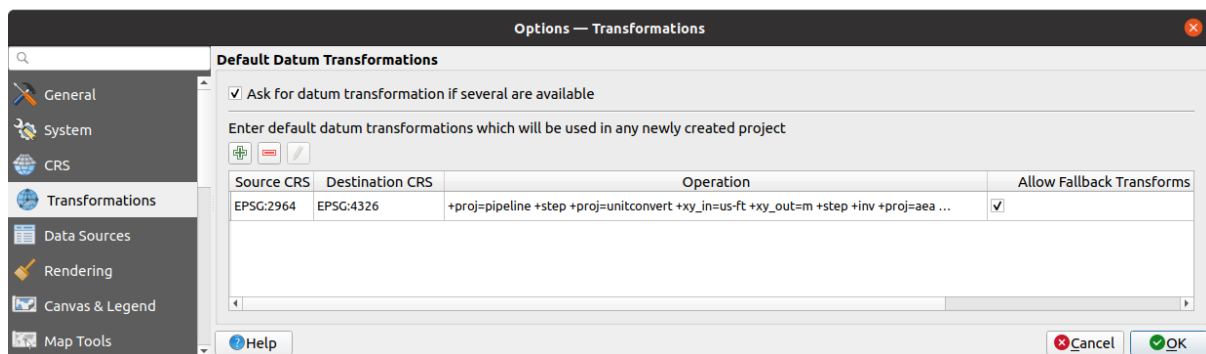 Options — Transformations
General
System
CRS
Transformations
Data Sources
Rendering
Canvas & Legend
Map Tools
Default Datum Transformations
Ask for datum transformation if several are available
Enter default datum transformations which will be used in any newly created project
Source CRS Destination CRS Operation Allow Fallback Transforms
EPSG:2964 EPSG:4326 +proj=pipeline +step +proj=unitconvert +xy_in=us-ft +xy_out=m +step +inv +proj=aea ...
Help Cancel OK